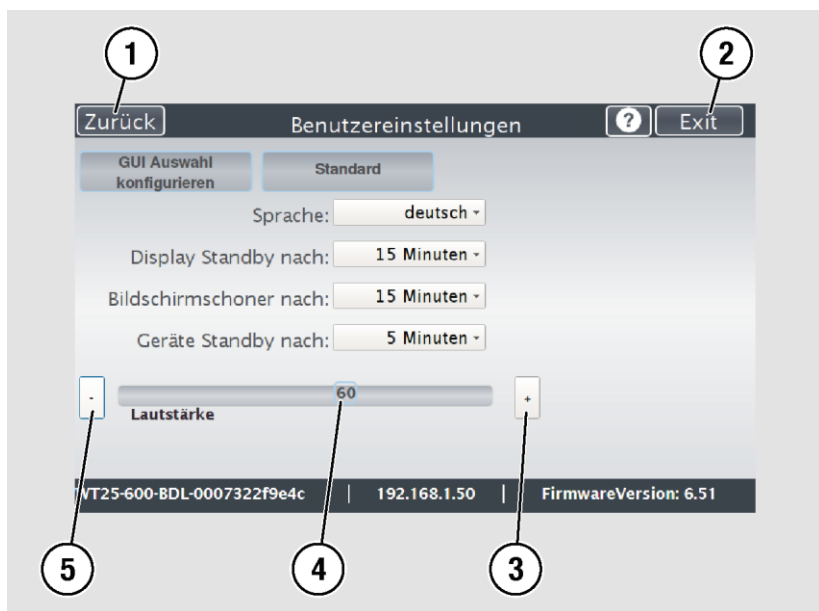 1
2
Zurück
Benutzereinstellungen
?
Exit
GUI Auswahl
konfigurieren
Standard
Sprache:
deutsch
Display Standby nach:
15 Minuten
Bildschirmschoner nach:
15 Minuten
Geräte Standby nach:
5 Minuten
-
60
+
Lautstärke
WT25-600-BDL-0007322f9e4c | 192.168.1.50 | FirmwareVersion: 6.51
5
4
3